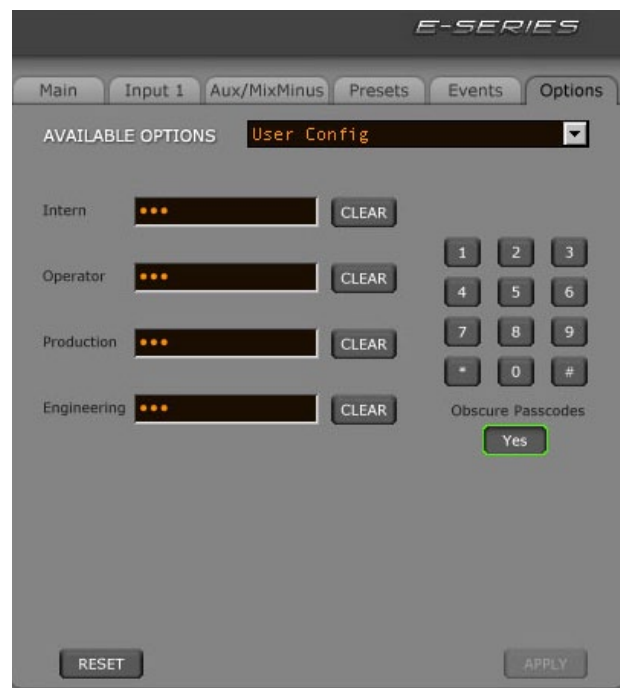 E-SERIES
Main Input 1 Aux/MixMinus Presets Events Options
AVAILABLE OPTIONS User Config
Intern ••• CLEAR
1 2 3
Operator ••• CLEAR
4 5 6
Production ••• CLEAR
7 8 9
* 0 #
Engineering ••• CLEAR
Obscure Passcodes
Yes
RESET APPLY